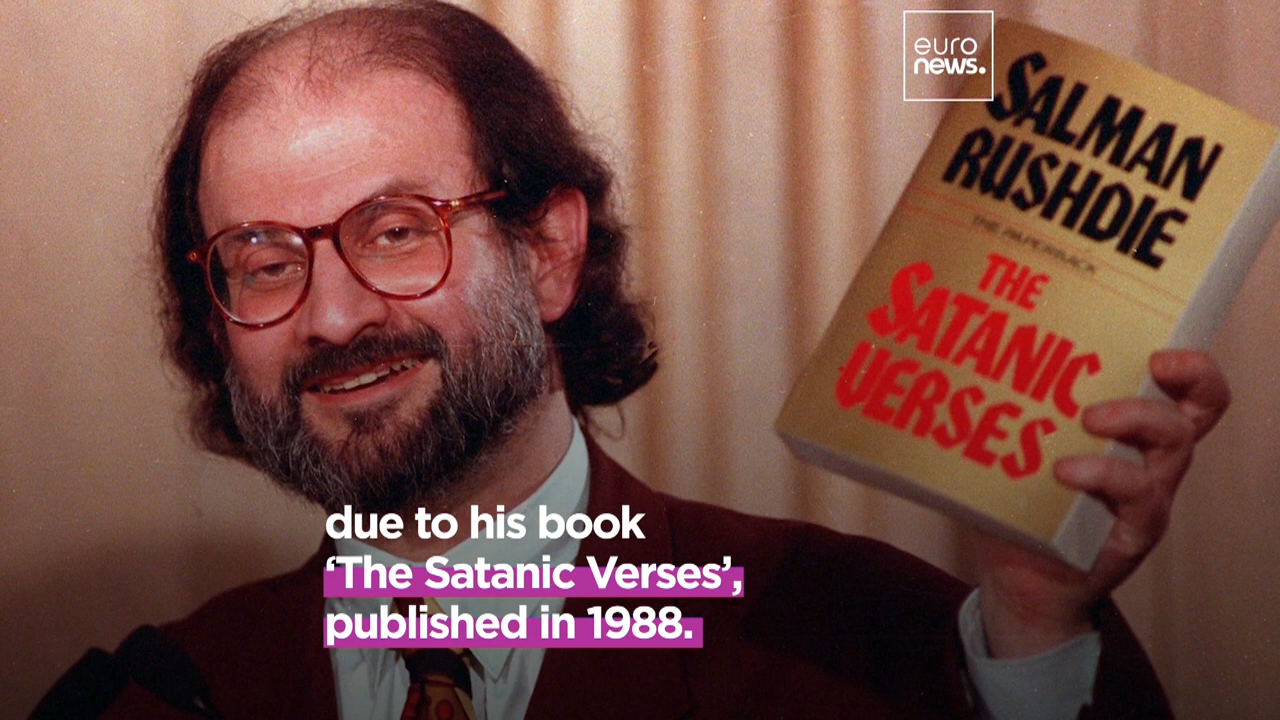 euro
news.
SALMAN
RUSHDIE
THE PAPERBACK
THE
SATANIC
VERSES
due to his book
‘The Satanic Verses’,
published in 1988.